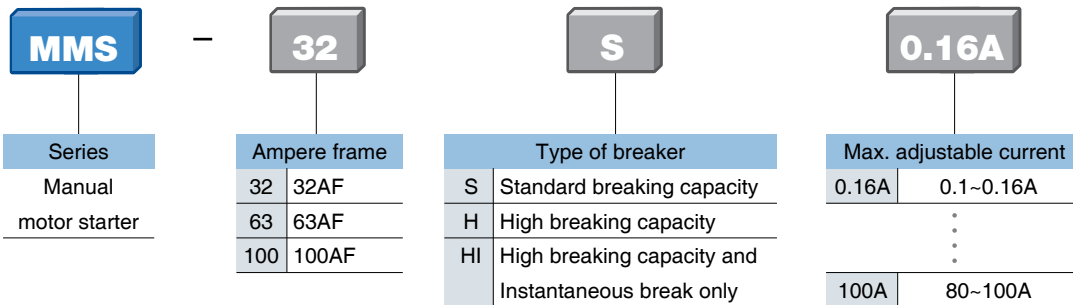 MMS – 32 S 0.16A
Series
Manual
motor starter
Ampere frame
32 32AF
63 63AF
100 100AF
Type of breaker
S Standard breaking capacity
H High breaking capacity
HI High breaking capacity and
Instantaneous break only
Max. adjustable current
0.16A 0.1~0.16A
100A 80~100A